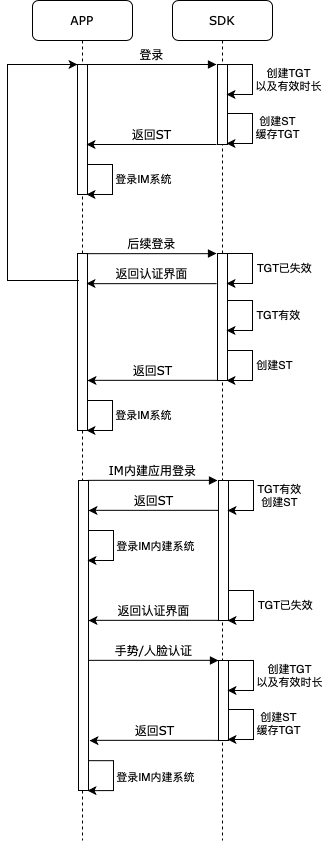 APP
SDK
登录
创建TGT
以及有效时长
创建ST
缓存TGT
返回ST
登录IM系统
后续登录
TGT已失效
返回认证界面
TGT有效
创建ST
返回ST
登录IM系统
IM内建应用登录
TGT有效
创建ST
返回ST
登录IM内建系统
TGT已失效
返回认证界面
手势/人脸认证
创建TGT
以及有效时长
创建ST
缓存TGT
返回ST
登录IM内建系统